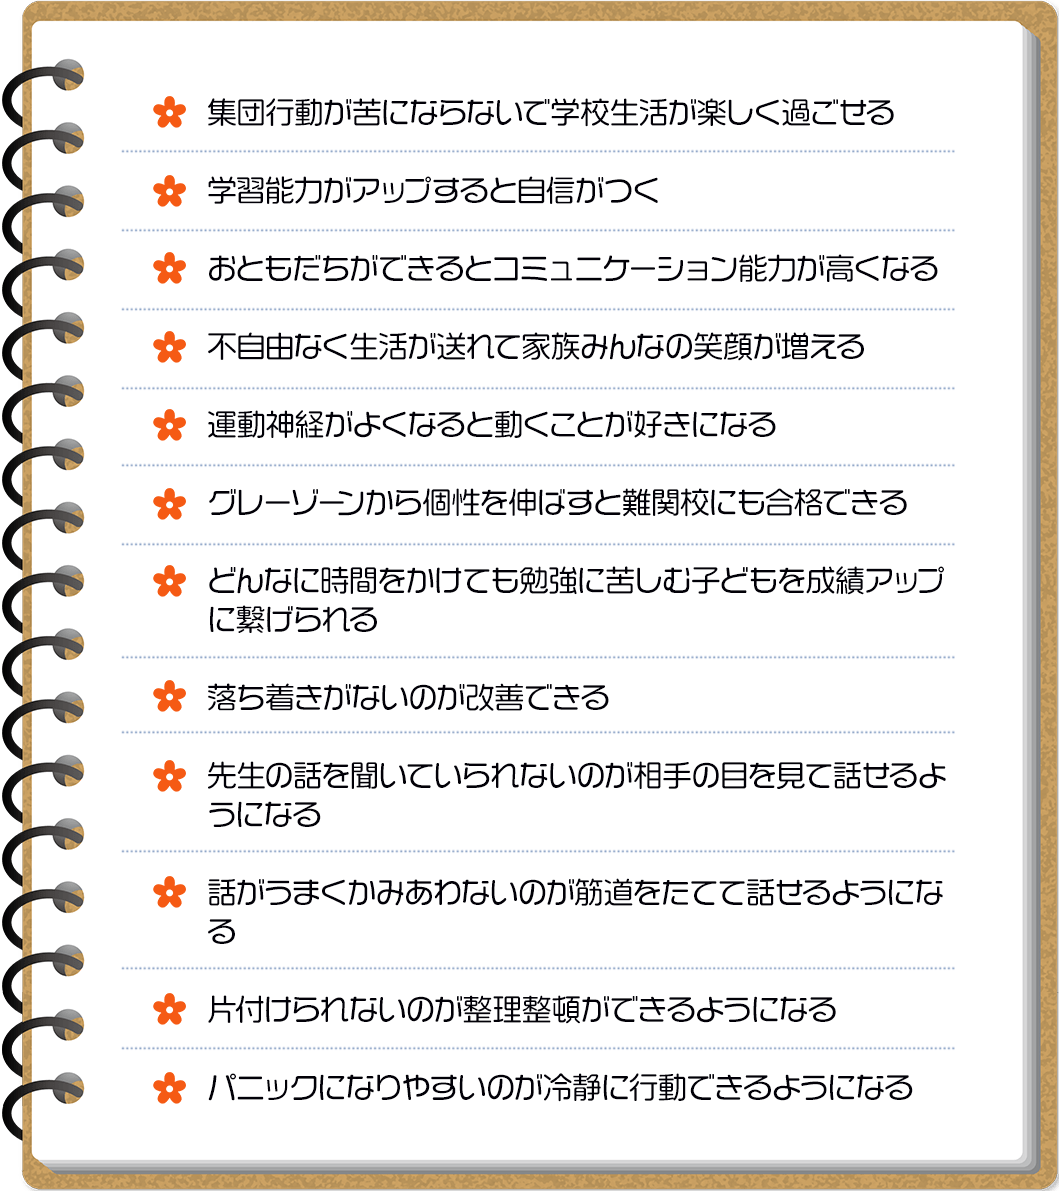 集団行動が苦にならないで学校生活が楽しく過ごせる
学習能力がアップすると自信がつく
おともだちができるとコミュニケーション能力が高くなる
不自由なく生活が送れて家族みんなの笑顔が増える
運動神経がよくなると動くことが好きになる
グレーゾーンから個性を伸ばすと難関校にも合格できる
どんなに時間をかけても勉強に苦しむ子どもを成績アップ
に繋げられる
落ち着きがないのが改善できる
先生の話を聞いていられないのが相手の目を見て話せるよ
うになる
話がうまくかみあわないのが筋道をたてて話せるようにな
る
片付けられないのが整理整頓ができるようになる
パニックになりやすいのが冷静に行動できるようになる